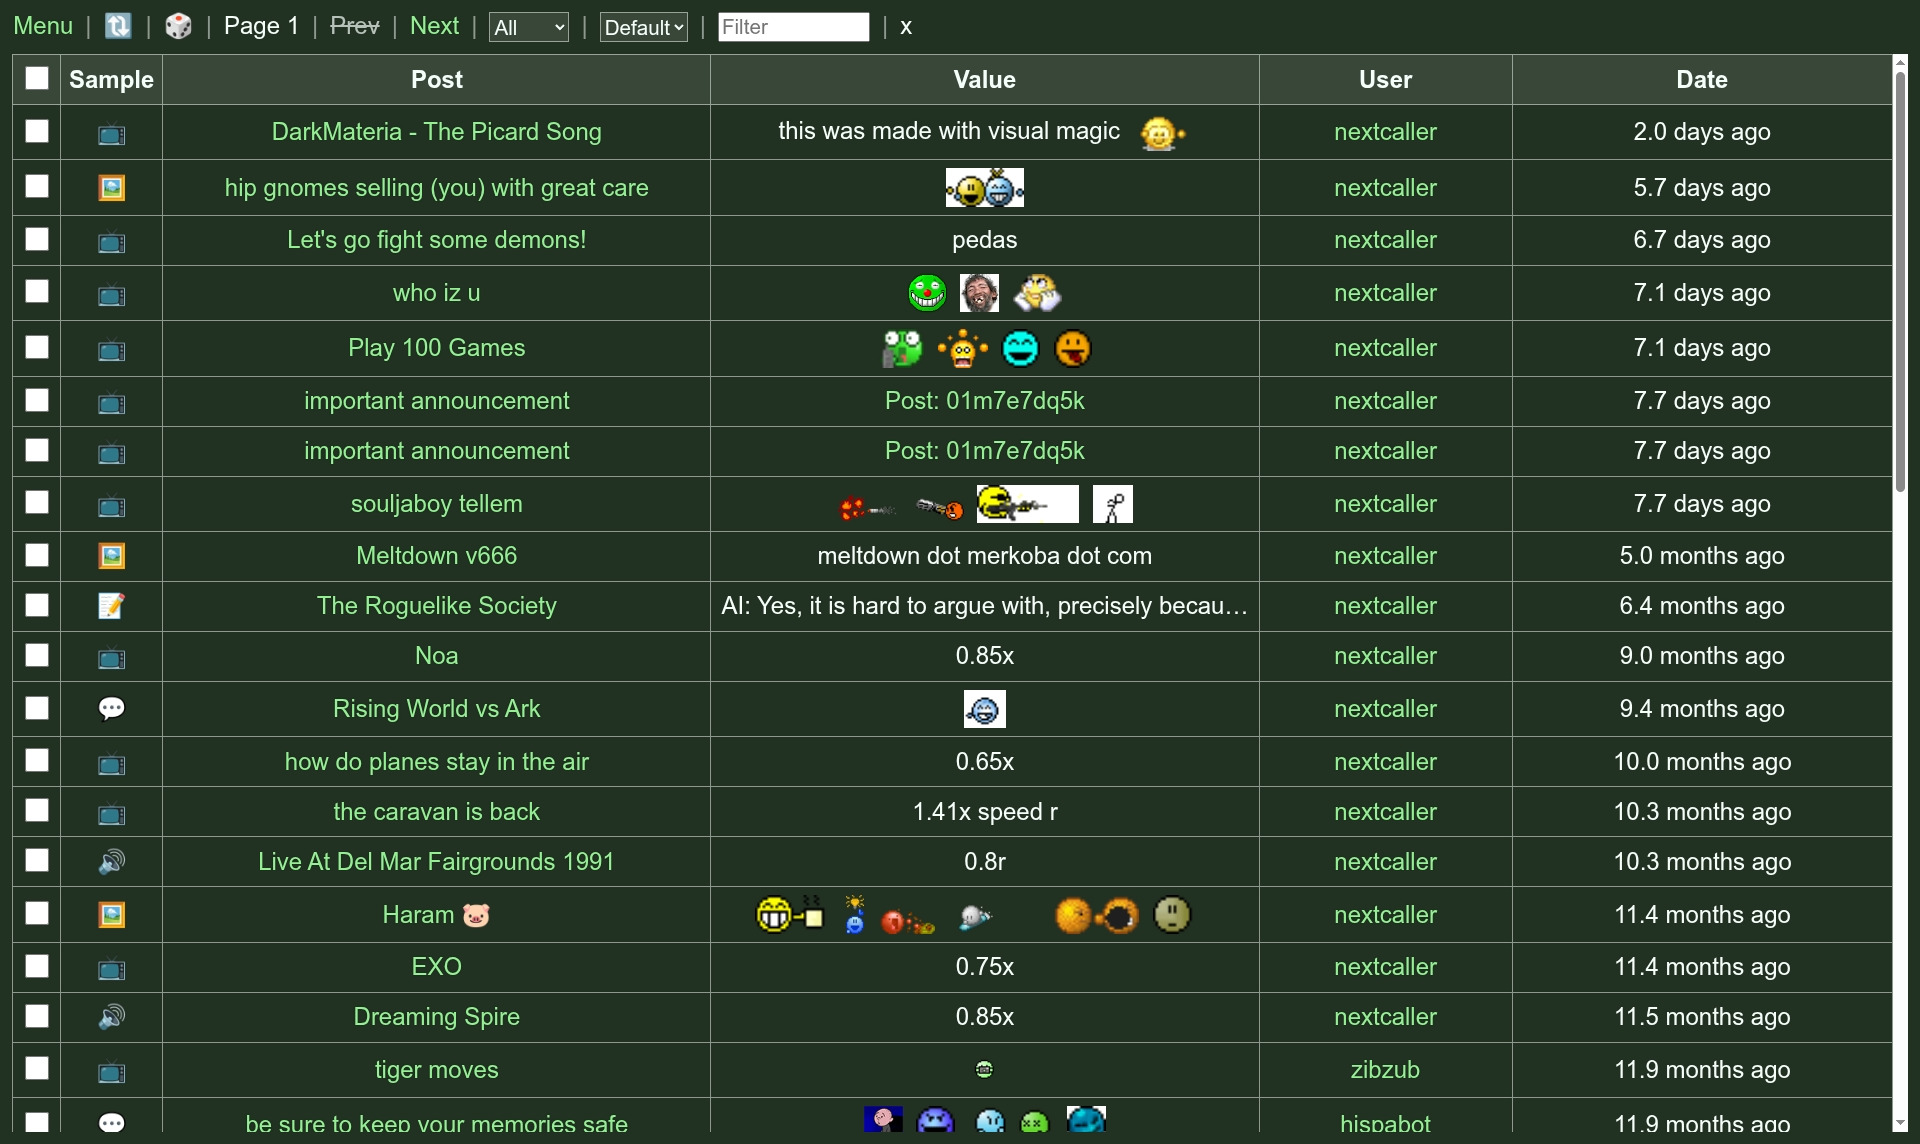 Menu | 🔃 | 🎲 | Page 1 | Prev | Next | All | Default | Filter | x
Sample Post Value User Date
📺 DarkMateria - The Picard Song this was made with visual magic nextcaller 2.0 days ago
🖼️ hip gnomes selling (you) with great care nextcaller 5.7 days ago
📺 Let's go fight some demons! pedas nextcaller 6.7 days ago
📺 who iz u nextcaller 7.1 days ago
📺 Play 100 Games nextcaller 7.1 days ago
📺 important announcement Post: 01m7e7dq5k nextcaller 7.7 days ago
📺 important announcement Post: 01m7e7dq5k nextcaller 7.7 days ago
📺 souljaboy tellem nextcaller 7.7 days ago
🖼️ Meltdown v666 meltdown dot merkoba dot com nextcaller 5.0 months ago
📝 The Roguelike Society AI: Yes, it is hard to argue with, precisely becau… nextcaller 6.4 months ago
📺 Noa 0.85x nextcaller 9.0 months ago
💬 Rising World vs Ark nextcaller 9.4 months ago
📺 how do planes stay in the air 0.65x nextcaller 10.0 months ago
📺 the caravan is back 1.41x speed r nextcaller 10.3 months ago
🔊 Live At Del Mar Fairgrounds 1991 0.8r nextcaller 10.3 months ago
🖼️ Haram 🐷 nextcaller 11.4 months ago
📺 EXO 0.75x nextcaller 11.4 months ago
🔊 Dreaming Spire 0.85x nextcaller 11.5 months ago
📺 tiger moves zibzub 11.9 months ago
💬 be sure to keep your memories safe hispabot 11.9 months ago